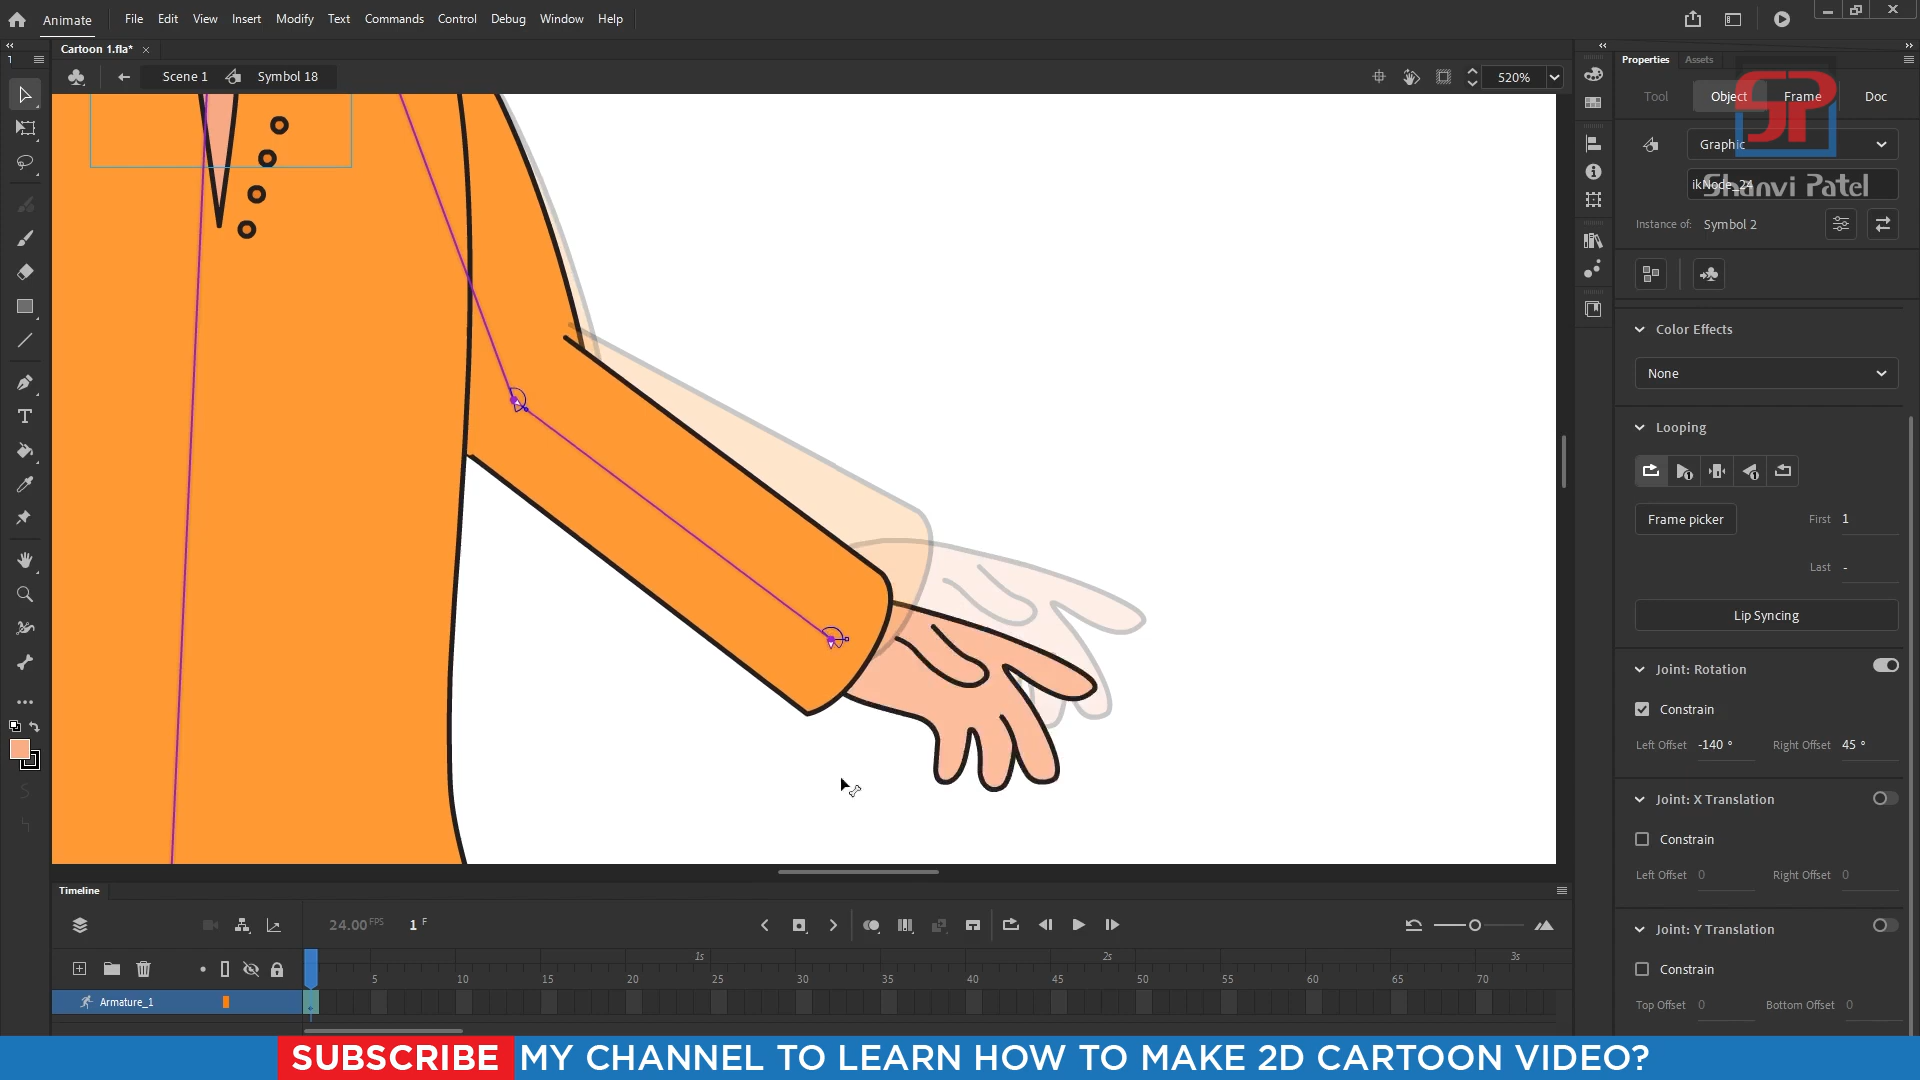 Animate File Edit View Insert Modify Text Commands Control Debug Window Help
Cartoon 1.fla* ×
Scene 1 Symbol 18 520%
Properties Assets
Tool Object Frame Doc
Graphic
ikNode_24
Shanvi Patel
Instance of: Symbol 2
Color Effects
None
Looping
Frame picker First 1
Last -
Lip Syncing
Joint: Rotation
Constrain
Left Offset -140 ° Right Offset 45 °
Joint: X Translation
Constrain
Left Offset 0 Right Offset 0
Joint: Y Translation
Constrain
Top Offset 0 Bottom Offset 0
Timeline
24.00 FPS 1 F
1s 2s 3s
5 10 15 20 25 30 35 40 45 50 55 60 65 70
Armature_1
SUBSCRIBE MY CHANNEL TO LEARN HOW TO MAKE 2D CARTOON VIDEO?